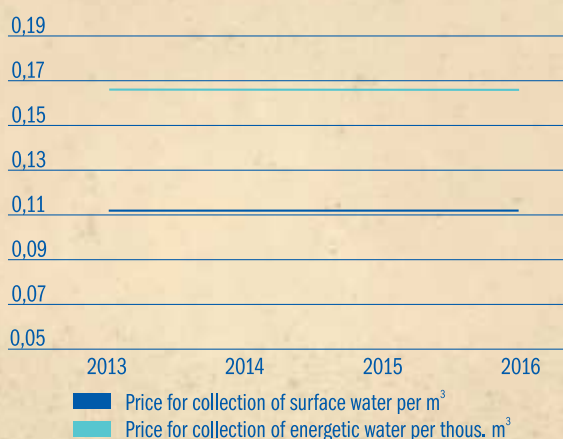 0,19
0,17
0,15
0,13
0,11
0,09
0,07
0,05
2013 2014 2015 2016
Price for collection of surface water per m³
Price for collection of energetic water per thous. m³